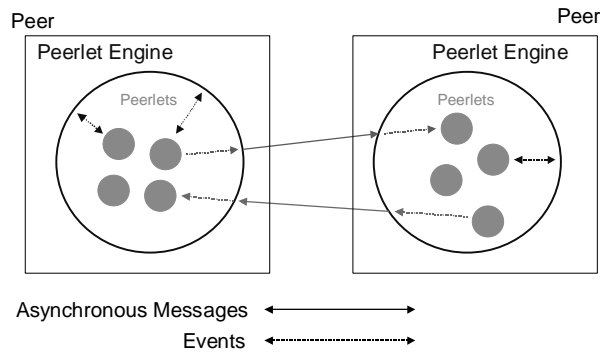 Peer
Peer
Peerlet Engine
Peerlet Engine
Peerlets
Peerlets
Asynchronous Messages
Events